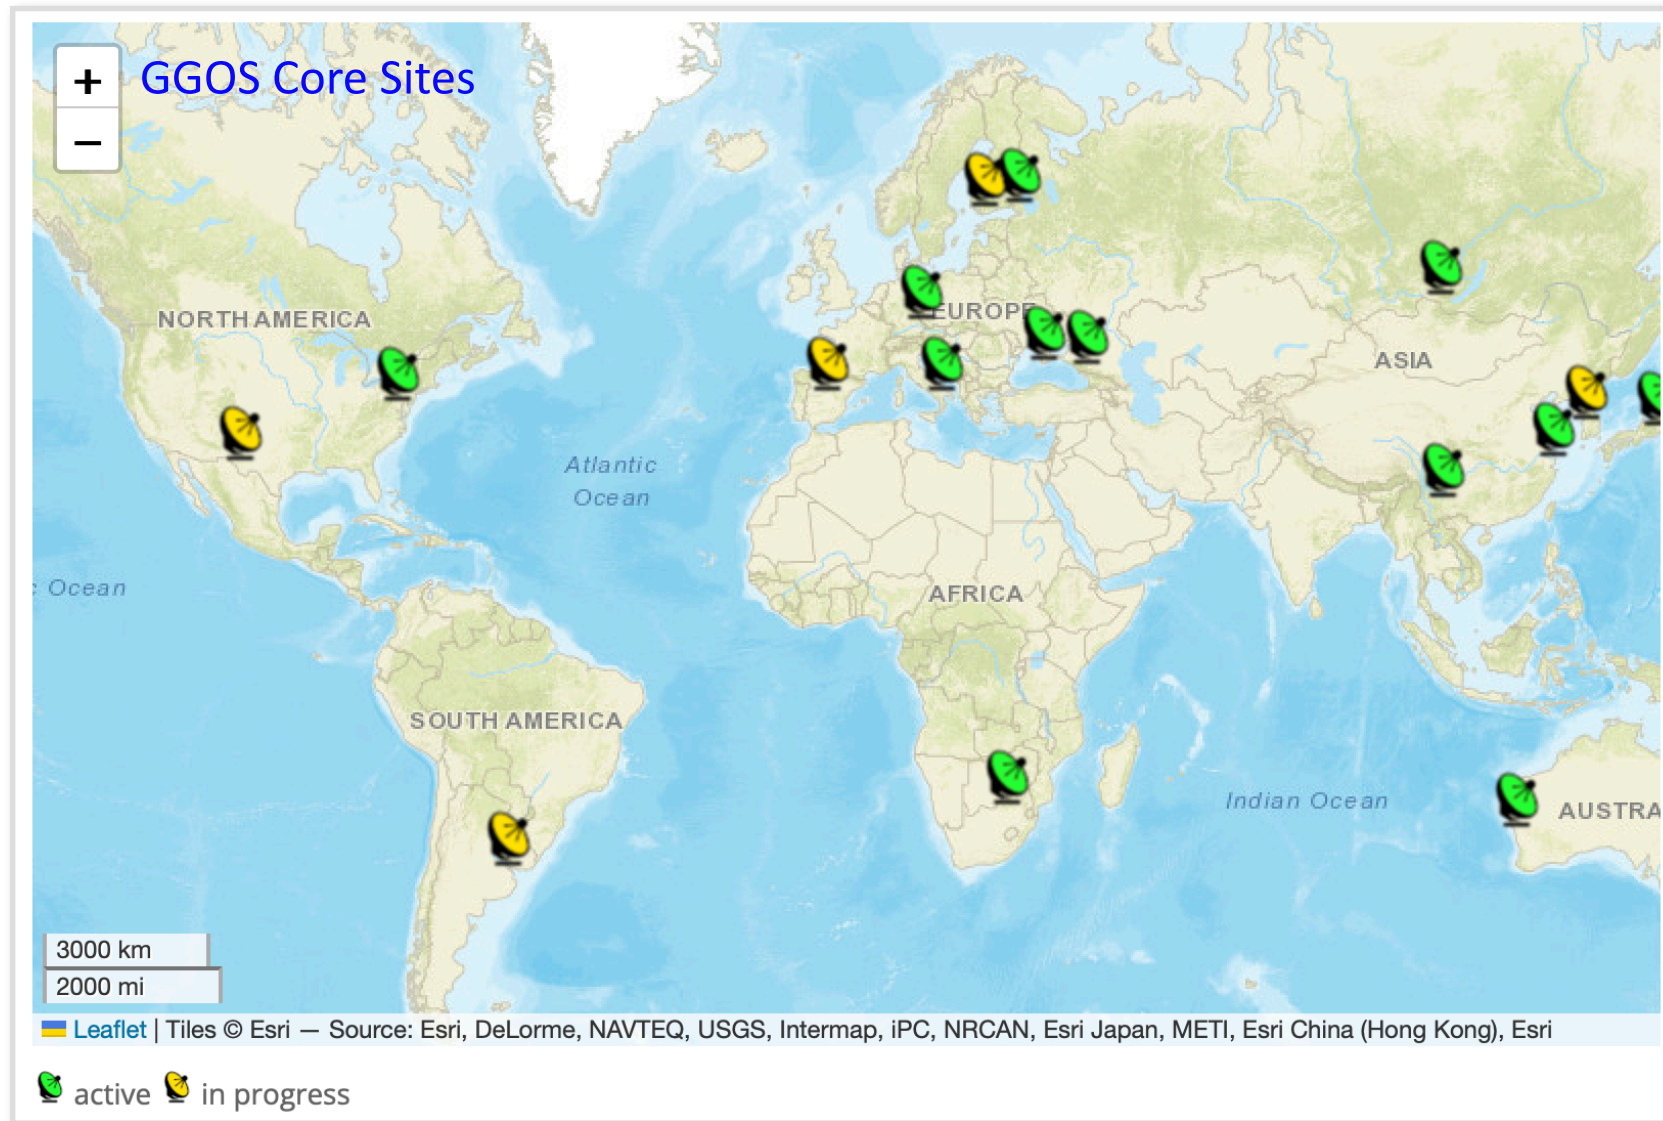 +
GGOS Core Sites
−
NORTH AMERICA
EUROPE
ASIA
Atlantic
Ocean
c Ocean
AFRICA
SOUTH AMERICA
Indian Ocean
AUSTRA
3000 km
2000 mi
Leaflet | Tiles © Esri — Source: Esri, DeLorme, NAVTEQ, USGS, Intermap, iPC, NRCAN, Esri Japan, METI, Esri China (Hong Kong), Esri
active in progress